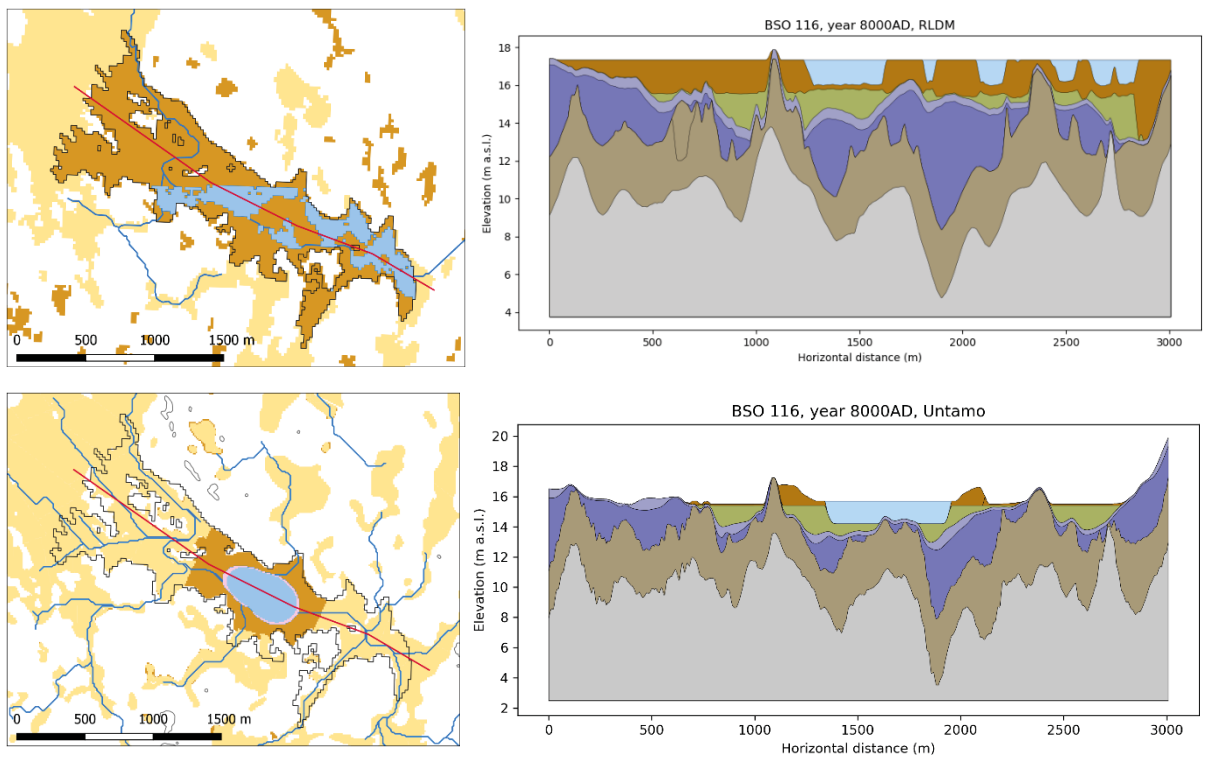 0 500 1000 1500 m
BSO 116, year 8000AD, RLDM
Elevation (m a.s.l.)
18
16
14
12
10
8
6
4
0 500 1000 1500 2000 2500 3000
Horizontal distance (m)
0 500 1000 1500 m
BSO 116, year 8000AD, Untamo
Elevation (m a.s.l.)
20
18
16
14
12
10
8
6
4
2
0 500 1000 1500 2000 2500 3000
Horizontal distance (m)